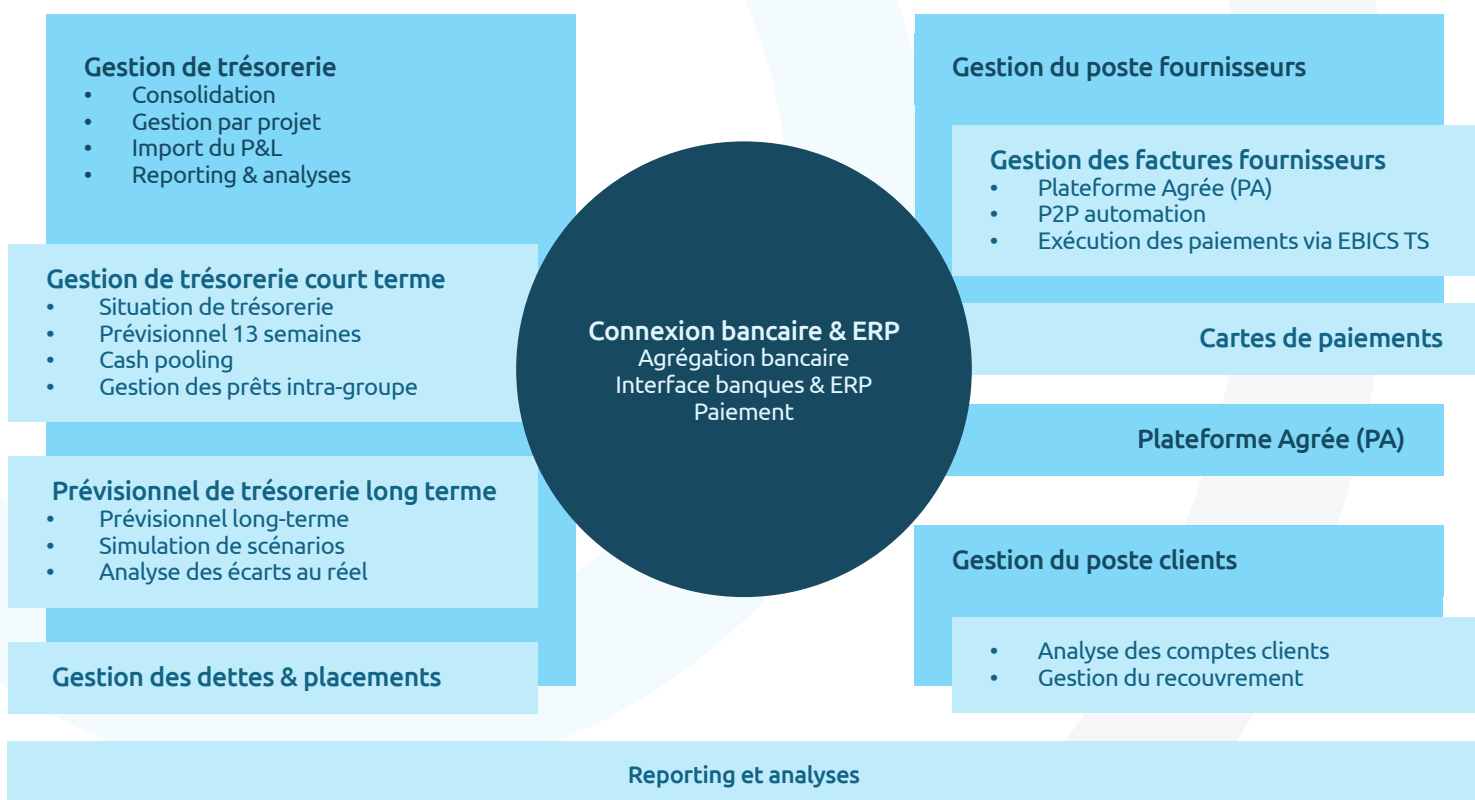 Gestion de trésorerie
• Consolidation
• Gestion par projet
• Import du P&L
• Reporting & analyses
Gestion de trésorerie court terme
• Situation de trésorerie
• Prévisionnel 13 semaines
• Cash pooling
• Gestion des prêts intra-groupe
Prévisionnel de trésorerie long terme
• Prévisionnel long-terme
• Simulation de scénarios
• Analyse des écarts au réel
Gestion des dettes & placements
Connexion bancaire & ERP
Agrégation bancaire
Interface banques & ERP
Paiement
Gestion du poste fournisseurs
Gestion des factures fournisseurs
• Plateforme Agrée (PA)
• P2P automation
• Exécution des paiements via EBICS TS
Cartes de paiements
Plateforme Agrée (PA)
Gestion du poste clients
• Analyse des comptes clients
• Gestion du recouvrement
Reporting et analyses